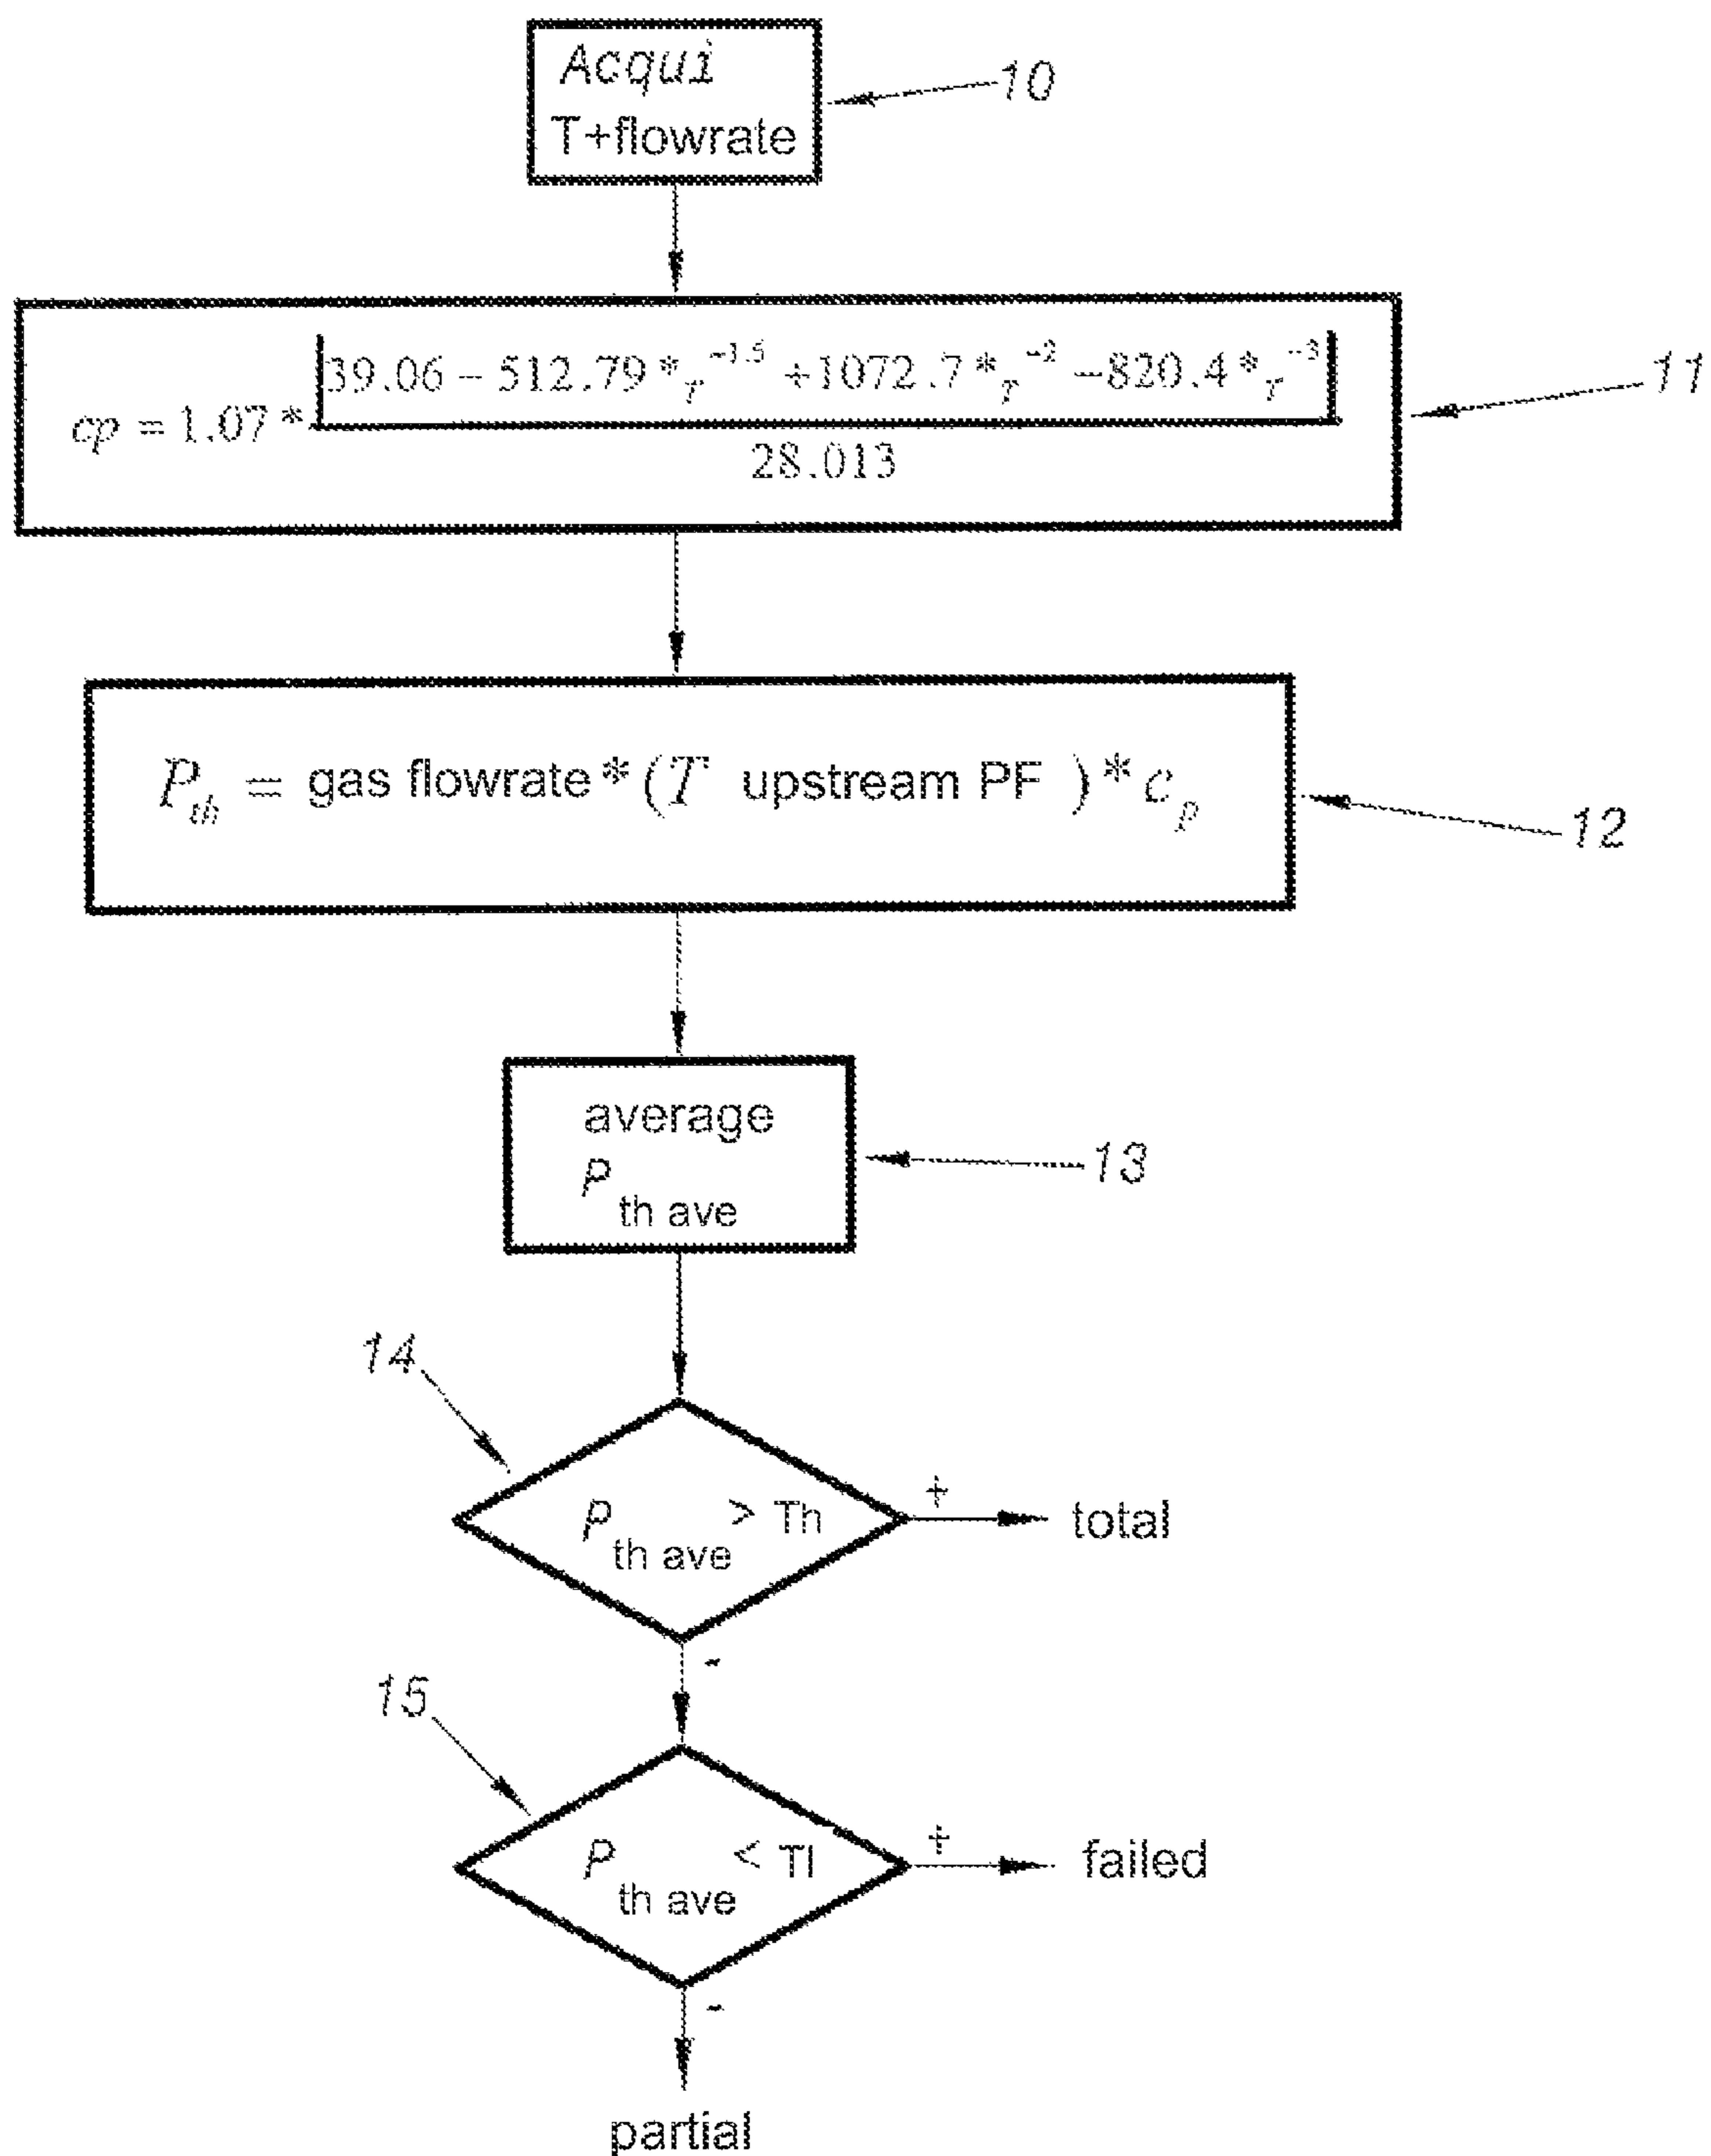 Acqui
T+flowrate
10
39.06 – 512.79 * T -1.5 + 1072.7 * T -2 – 820.4 * T -3
cp = 1.07 *
28.013
11
P th = gas flowrate * (T upstream PF ) * c p
12
average
P th ave
13
14
P th ave > Th
+
total
-
15
P th ave < Tl
+
failed
-
partial